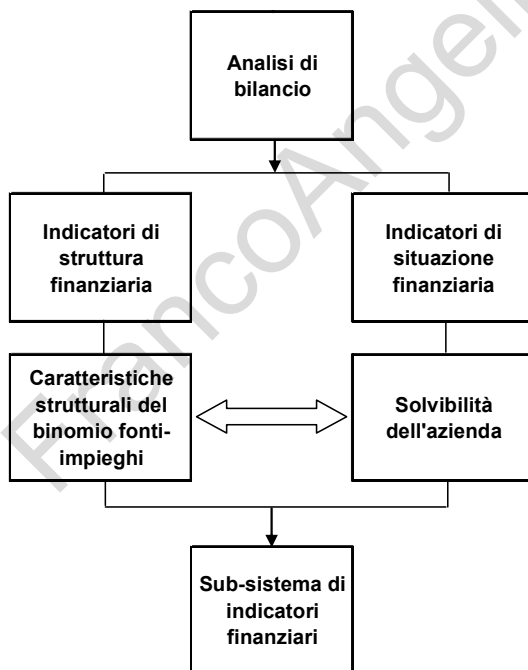 Analisi di
bilancio
Indicatori di
struttura
finanziaria
Indicatori di
situazione
finanziaria
Caratteristiche
strutturali del
binomio fonti-
impieghi
Solvibilità
dell'azienda
Sub-sistema di
indicatori
finanziari
FrancoAngeli